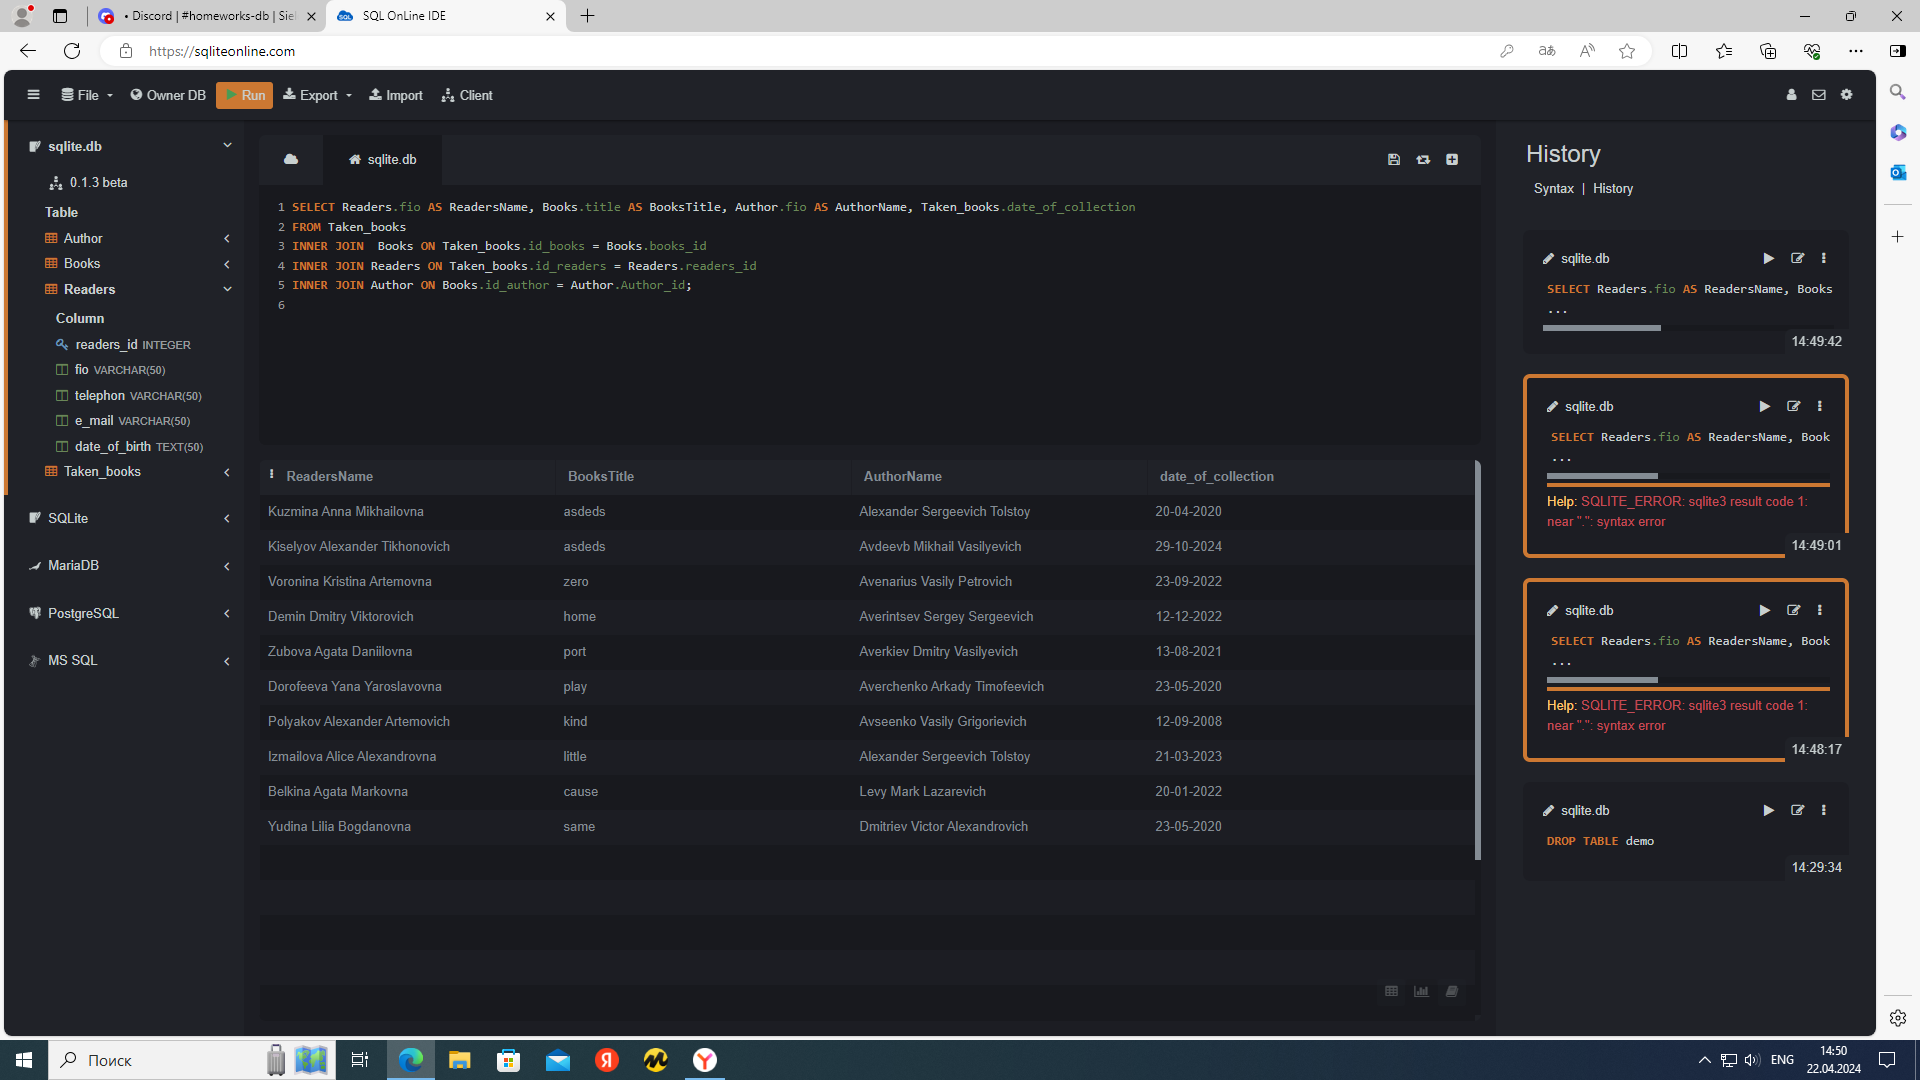 • Discord | #homeworks-db | Sie
SQL OnLine IDE
https://sqliteonline.com
File
Owner DB
Run
Export
Import
Client
sqlite.db
0.1.3 beta
Table
Author
Books
Readers
Column
readers_id INTEGER
fio VARCHAR(50)
telephon VARCHAR(50)
e_mail VARCHAR(50)
date_of_birth TEXT(50)
Taken_books
SQLite
MariaDB
PostgreSQL
MS SQL
sqlite.db
1 SELECT Readers.fio AS ReadersName, Books.title AS BooksTitle, Author.fio AS AuthorName, Taken_books.date_of_collection
2 FROM Taken_books
3 INNER JOIN  Books ON Taken_books.id_books = Books.books_id
4 INNER JOIN Readers ON Taken_books.id_readers = Readers.readers_id
5 INNER JOIN Author ON Books.id_author = Author.Author_id;
6
ReadersName BooksTitle AuthorName date_of_collection
Kuzmina Anna Mikhailovna asdeds Alexander Sergeevich Tolstoy 20-04-2020
Kiselyov Alexander Tikhonovich asdeds Avdeevb Mikhail Vasilyevich 29-10-2024
Voronina Kristina Artemovna zero Avenarius Vasily Petrovich 23-09-2022
Demin Dmitry Viktorovich home Averintsev Sergey Sergeevich 12-12-2022
Zubova Agata Daniilovna port Averkiev Dmitry Vasilyevich 13-08-2021
Dorofeeva Yana Yaroslavovna play Averchenko Arkady Timofeevich 23-05-2020
Polyakov Alexander Artemovich kind Avseenko Vasily Grigorievich 12-09-2008
Izmailova Alice Alexandrovna little Alexander Sergeevich Tolstoy 21-03-2023
Belkina Agata Markovna cause Levy Mark Lazarevich 20-01-2022
Yudina Lilia Bogdanovna same Dmitriev Victor Alexandrovich 23-05-2020
History
Syntax | History
sqlite.db
SELECT Readers.fio AS ReadersName, Books
...
14:49:42
sqlite.db
SELECT Readers.fio AS ReadersName, Book
...
Help: SQLITE_ERROR: sqlite3 result code 1:
near ".": syntax error
14:49:01
sqlite.db
SELECT Readers.fio AS ReadersName, Book
...
Help: SQLITE_ERROR: sqlite3 result code 1:
near ".": syntax error
14:48:17
sqlite.db
DROP TABLE demo
14:29:34
Поиск
ENG
14:50
22.04.2024